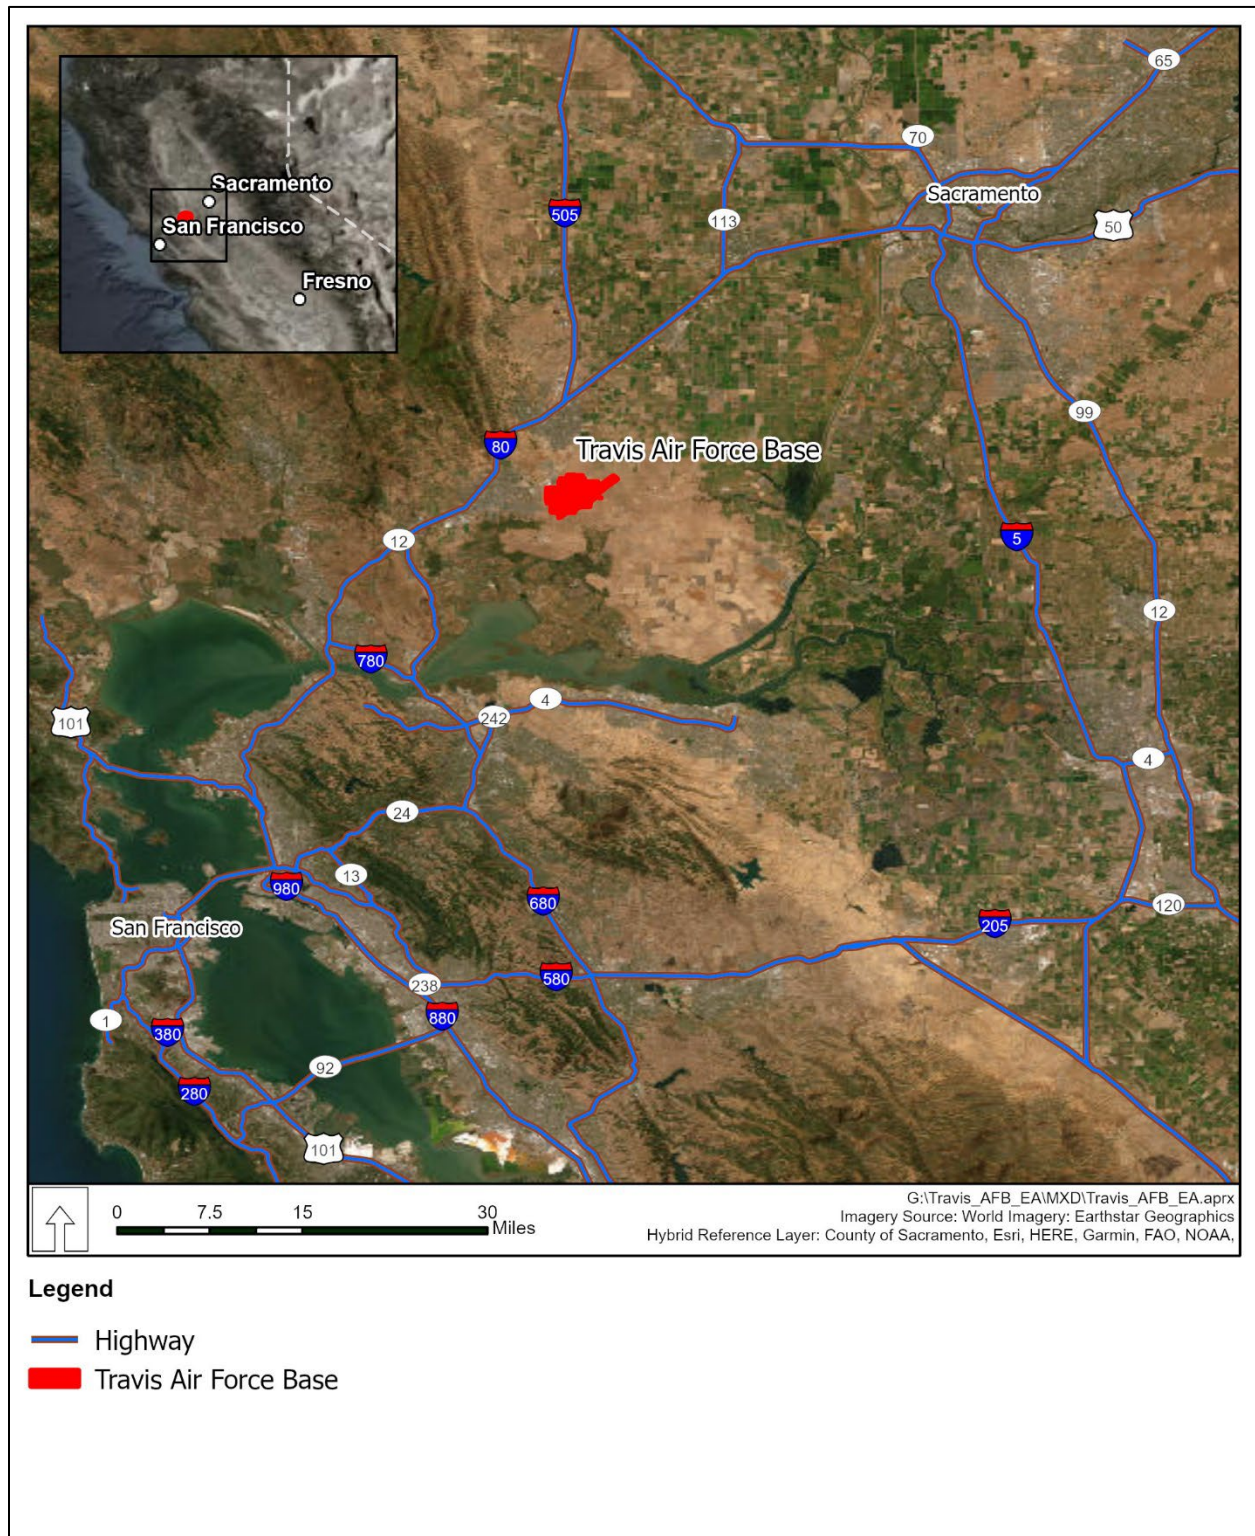 Sacramento
San Francisco
Fresno
65
70
Sacramento
505
113
50
99
80
Travis Air Force Base
5
12
12
780
101
4
242
4
24
13
980
680
120
San Francisco
205
580
238
880
1
380
92
280
101
0
7.5
15
30
Miles
G:\Travis_AFB_EA\MXD\Travis_AFB_EA.aprx
Imagery Source: World Imagery: Earthstar Geographics
Hybrid Reference Layer: County of Sacramento, Esri, HERE, Garmin, FAO, NOAA,
Legend
Highway
Travis Air Force Base